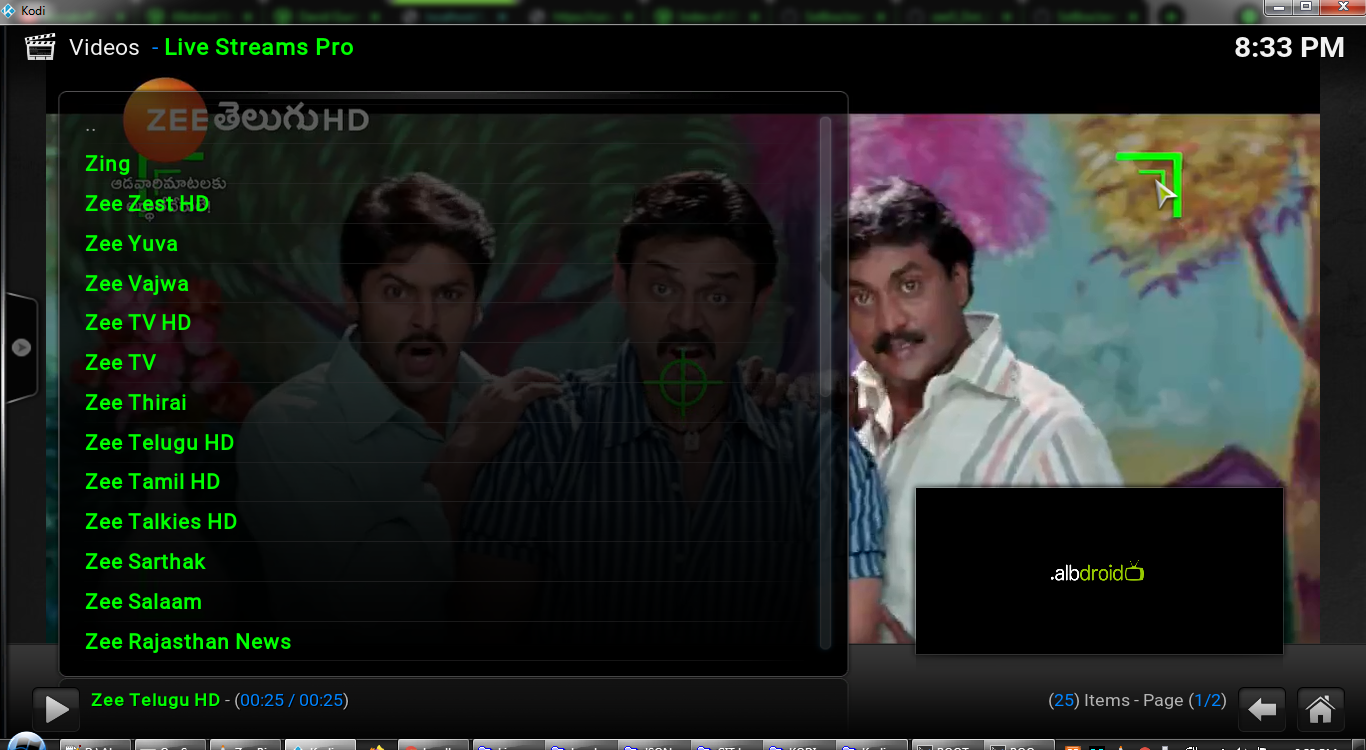 Kodi
Videos - Live Streams Pro
8:33 PM
ZEE తెలుగు HD
..
Zing
ఆడవారిమాటలకు
Zee Zest HD
Zee Yuva
Zee Vajwa
Zee TV HD
Zee TV
Zee Thirai
Zee Telugu HD
Zee Tamil HD
Zee Talkies HD
Zee Sarthak
Zee Salaam
Zee Rajasthan News
.albdroid
Zee Telugu HD - (00:25 / 00:25)
(25) Items - Page (1/2)